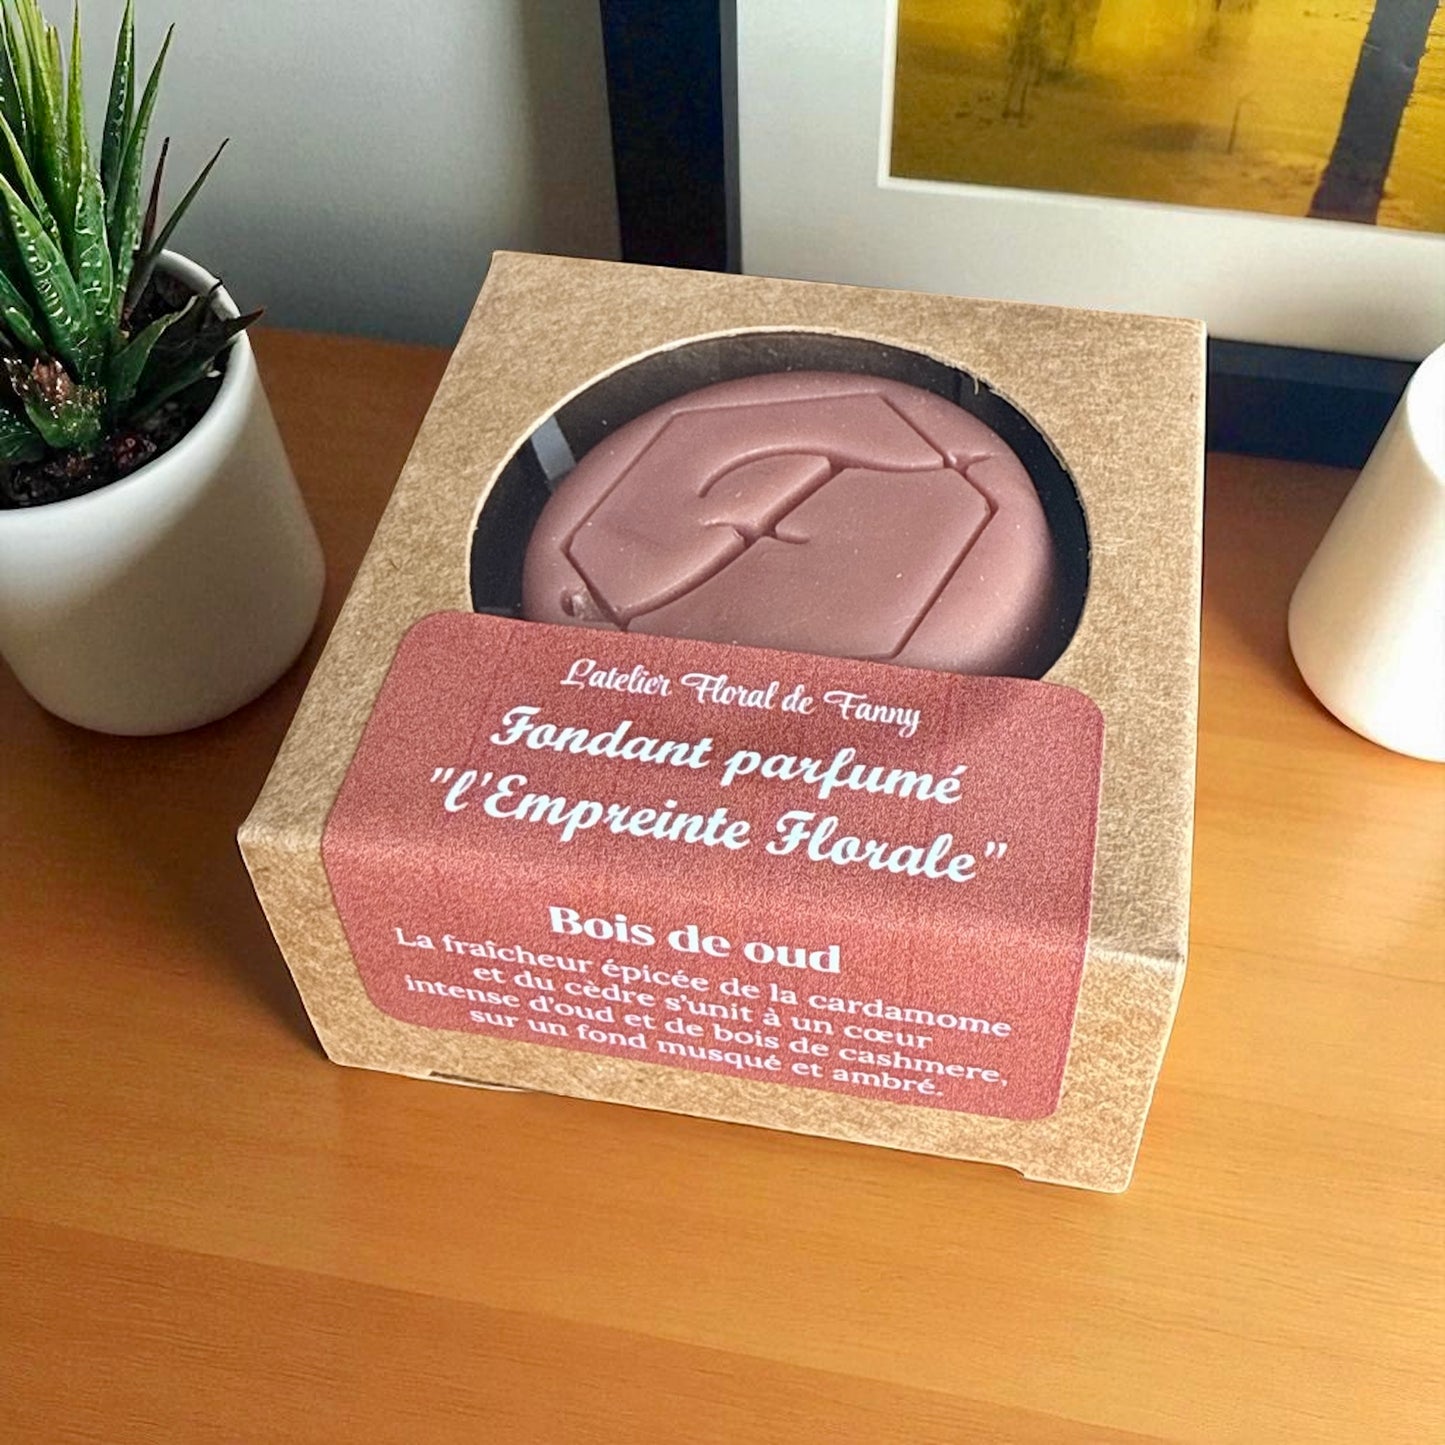 L'atelier Floral de Fanny
Fondant parfumé
"l'Empreinte Florale"
Bois de oud
La fraîcheur épicée de la cardamome
et du cèdre s'unit à un cœur
intense d'oud et de bois de cashmere,
sur un fond musqué et ambré.